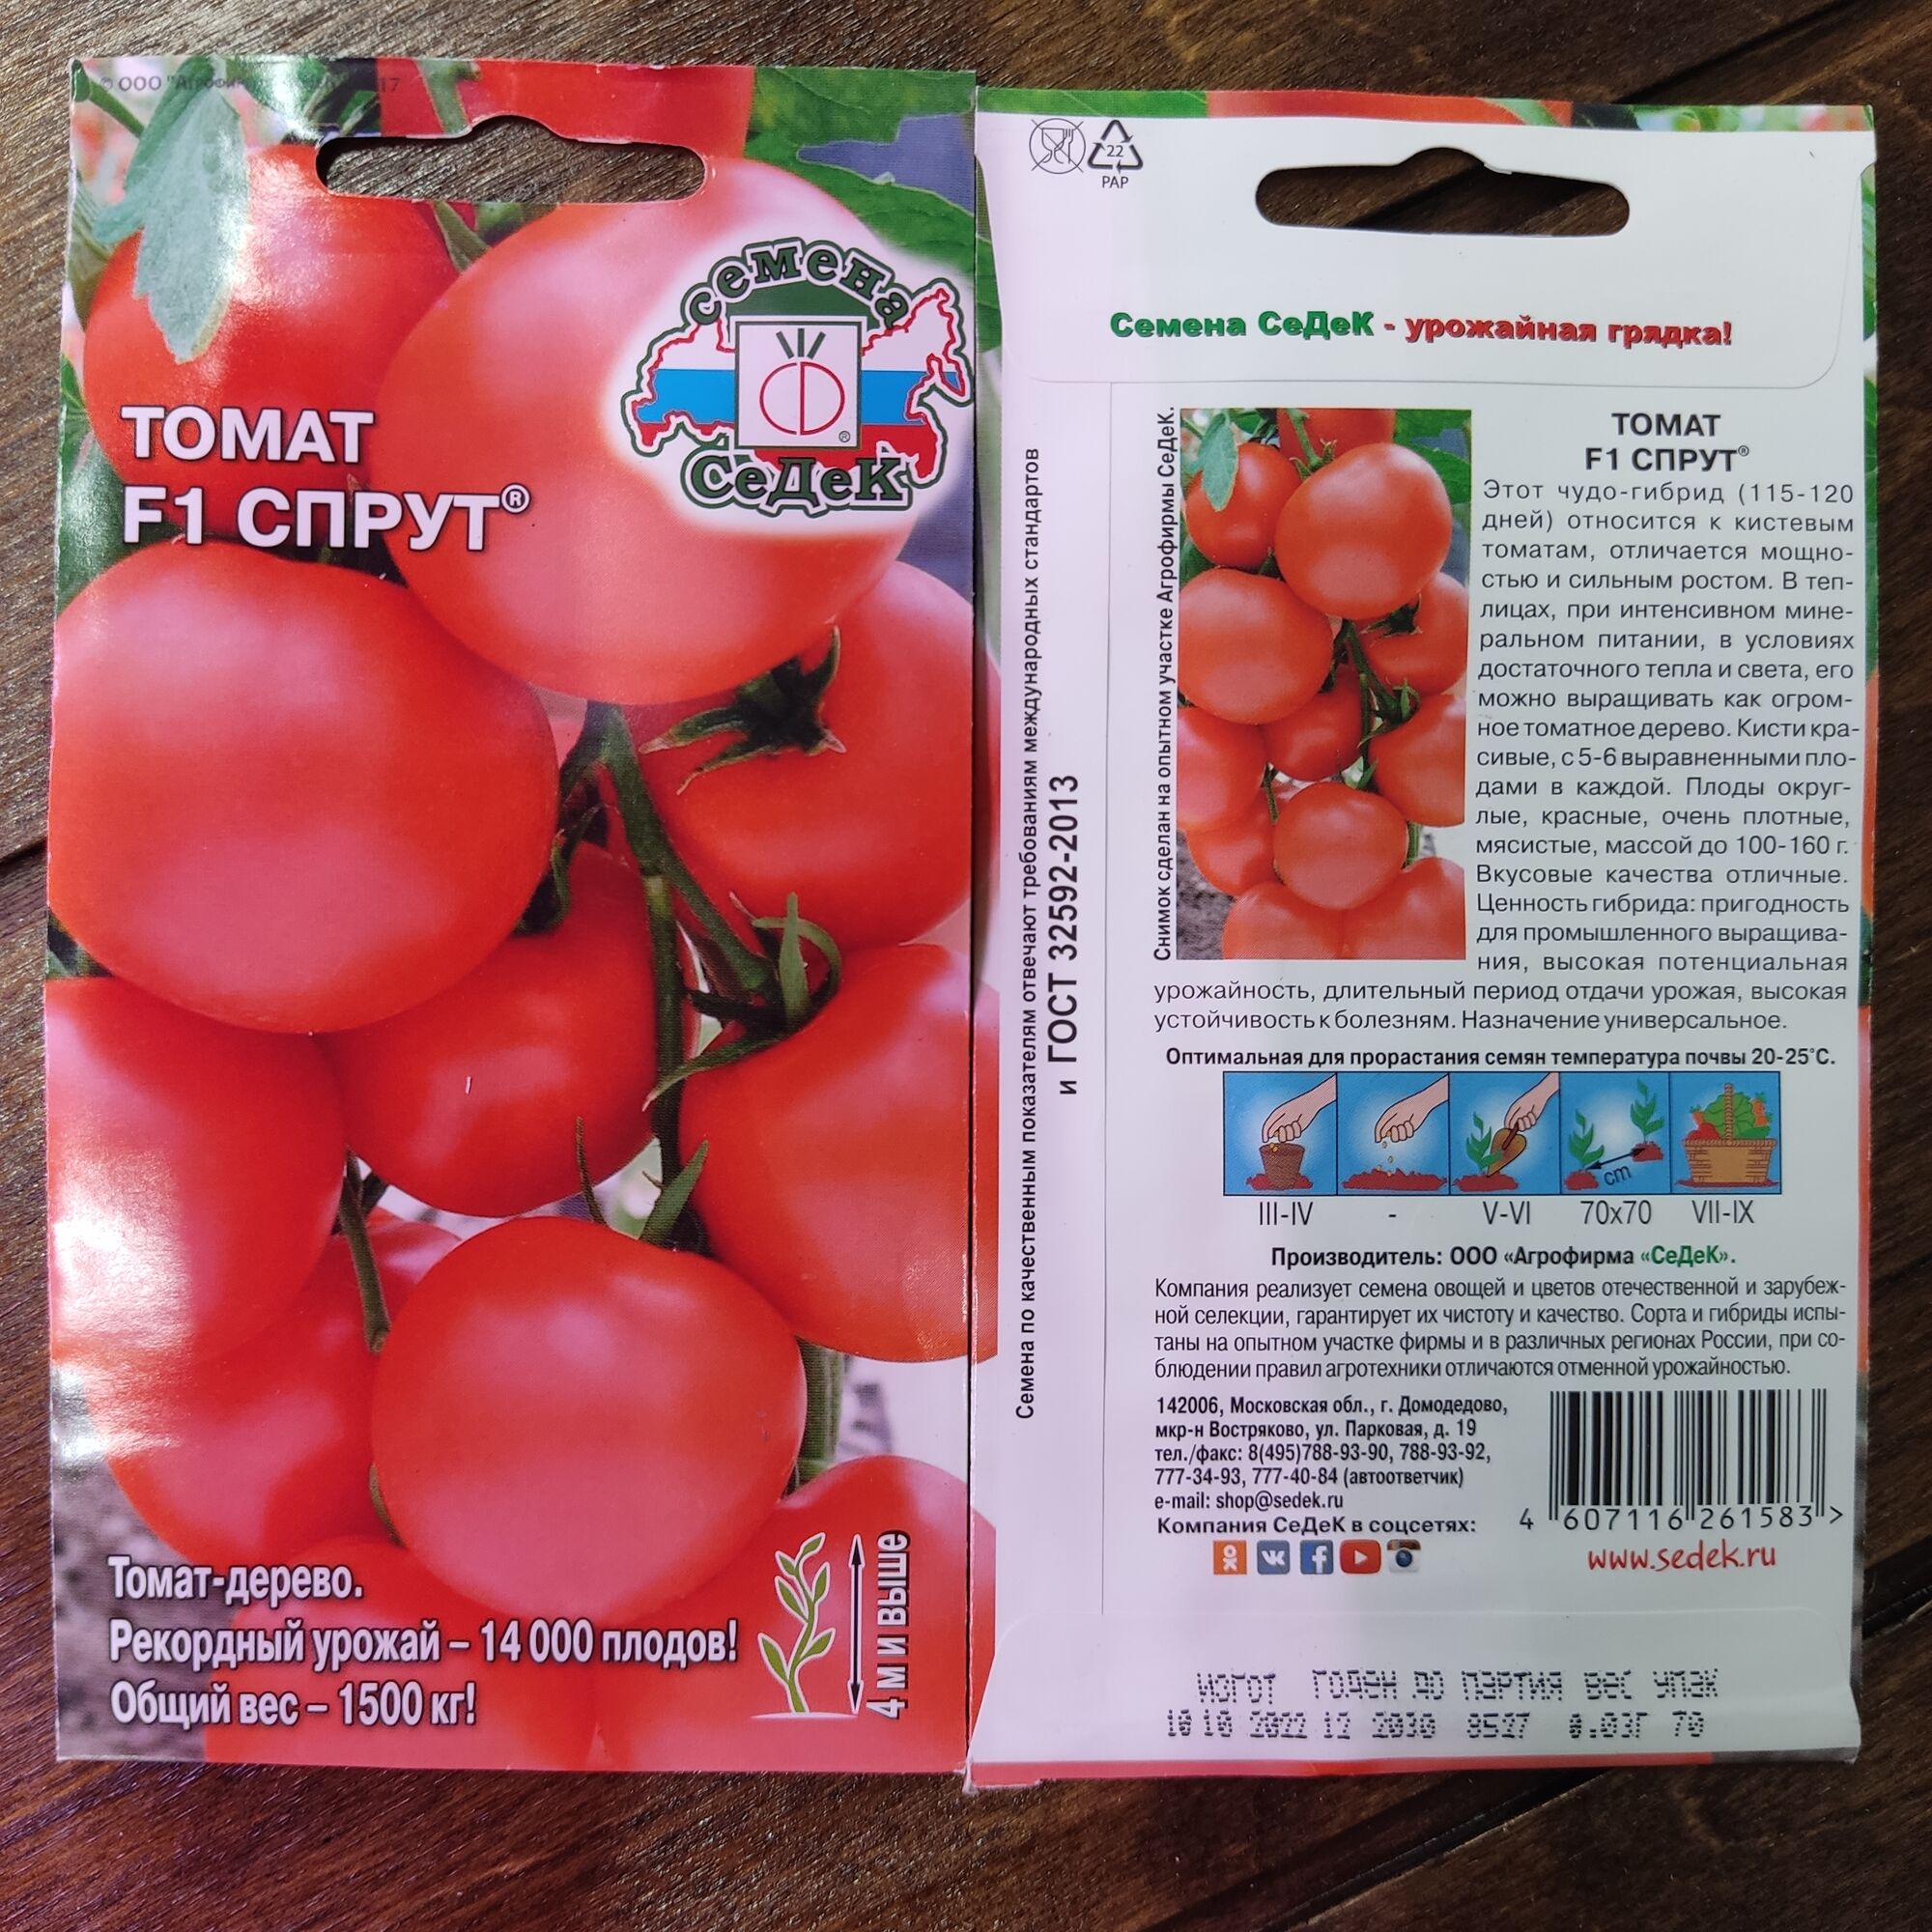 © ООО "Агрофирма
17
семена
СеДеК®
ТОМАТ
F1 СПРУТ®
Томат-дерево.
Рекордный урожай – 14 000 плодов!
Общий вес – 1500 кг!
4 м и выше
22
PAP
Семена СеДеК - урожайная грядка!
Семена по качественным показателям отвечают требованиям международных стандартов
и ГОСТ 32592-2013
Снимок сделан на опытном участке Агрофирмы СеДеК.
ТОМАТ
F1 СПРУТ®
Этот чудо-гибрид (115-120
дней) относится к кистевым
томатам, отличается мощно-
стью и сильным ростом. В теп-
лицах, при интенсивном мине-
ральном питании, в условиях
достаточного тепла и света, его
можно выращивать как огром-
ное томатное дерево. Кисти кра-
сивые, с 5-6 выравненными пло-
дами в каждой. Плоды округ-
лые, красные, очень плотные,
мясистые, массой до 100-160 г.
Вкусовые качества отличные.
Ценность гибрида: пригодность
для промышленного выращива-
ния, высокая потенциальная
урожайность, длительный период отдачи урожая, высокая
устойчивость к болезням. Назначение универсальное.
Оптимальная для прорастания семян температура почвы 20-25°С.
cm
III-IV - V-VI 70x70 VII-IX
Производитель: ООО «Агрофирма «СеДеК».
Компания реализует семена овощей и цветов отечественной и зарубеж-
ной селекции, гарантирует их чистоту и качество. Сорта и гибриды испы-
таны на опытном участке фирмы и в различных регионах России, при со-
блюдении правил агротехники отличаются отменной урожайностью.
142006, Московская обл., г. Домодедово,
мкр-н Востряково, ул. Парковая, д. 19
тел./факс: 8(495)788-93-90, 788-93-92,
777-34-93, 777-40-84 (автоответчик)
e-mail: shop@sedek.ru
Компания СеДеК в соцсетях:
4 607116 261583 >
www.sedek.ru
ИЗГОТ ГОДЕН ДО ПАРТИЯ ВЕС УПАК
10 10 2022 12 2030 8527 0.03Г 70